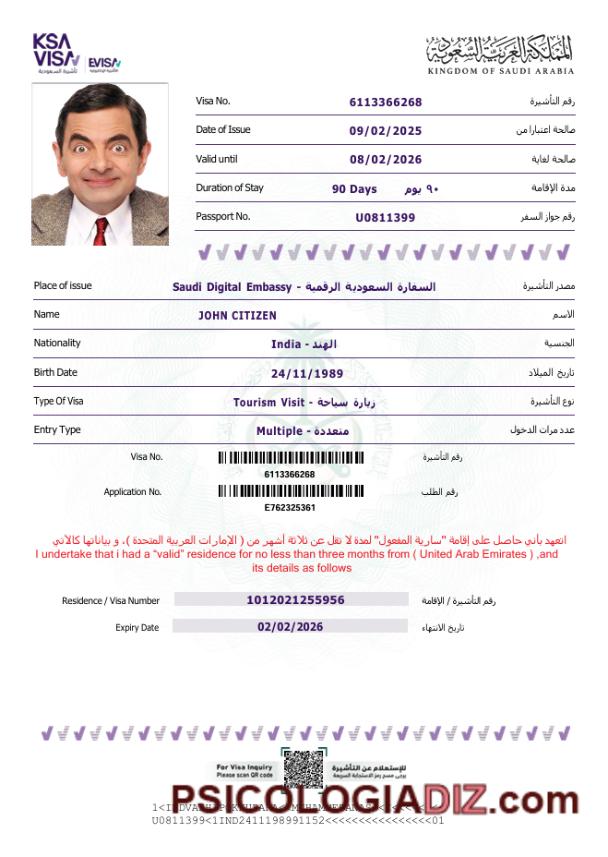 KSA
VISA
تأشيرة السعودية
EVISA
التأشيرة الإلكترونية
المملكة العربية السعودية
KINGDOM OF SAUDI ARABIA
Visa No. 6113366268 رقم التأشيرة
Date of Issue 09/02/2025 صالحة اعتبارا من
Valid until 08/02/2026 صالحة لغاية
Duration of Stay 90 Days ٩٠ يوم مدة الإقامة
Passport No. U0811399 رقم جواز السفر
Place of issue Saudi Digital Embassy - السفارة السعودية الرقمية مصدر التأشيرة
Name JOHN CITIZEN الاسم
Nationality India - الهند الجنسية
Birth Date 24/11/1989 تاريخ الميلاد
Type Of Visa Tourism Visit - زيارة سياحة نوع التأشيرة
Entry Type Multiple - متعددة عدد مرات الدخول
Visa No. رقم التأشيرة
6113366268
Application No. رقم الطلب
E762325361
اتعهد بأني حاصل على إقامة "سارية المفعول" لمدة لا تقل عن ثلاثة أشهر من ( الإمارات العربية المتحدة )، و بياناتها كالآتي
I undertake that i had a “valid” residence for no less than three months from ( United Arab Emirates ) ,and
its details as follows
Residence / Visa Number 1012021255956 رقم التأشيرة / الإقامة
Expiry Date 02/02/2026 تاريخ الانتهاء
For Visa Inquiry للإستعلام عن التأشيرة
Please scan QR code يرجى مسح رمز الاستجابة السريعة
PSICOLOGIADIZ.com
U0811399<1IND2411198991152<<<<<<<<<<<<<<<<01